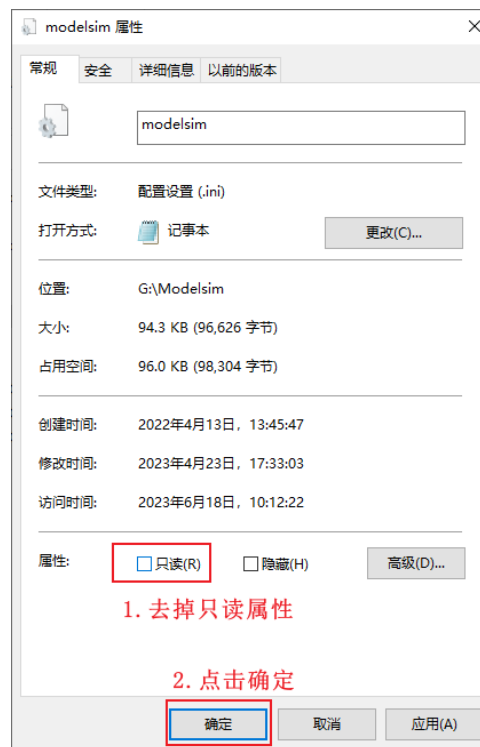 modelsim 属性
常规 安全 详细信息 以前的版本
modelsim
文件类型: 配置设置 (.ini)
打开方式: 记事本 更改(C)...
位置: G:\Modelsim
大小: 94.3 KB (96,626 字节)
占用空间: 96.0 KB (98,304 字节)
创建时间: 2022年4月13日，13:45:47
修改时间: 2023年4月23日，17:33:03
访问时间: 2023年6月18日，10:12:22
属性: 只读(R) 隐藏(H) 高级(D)...
1. 去掉只读属性
2. 点击确定
确定 取消 应用(A)